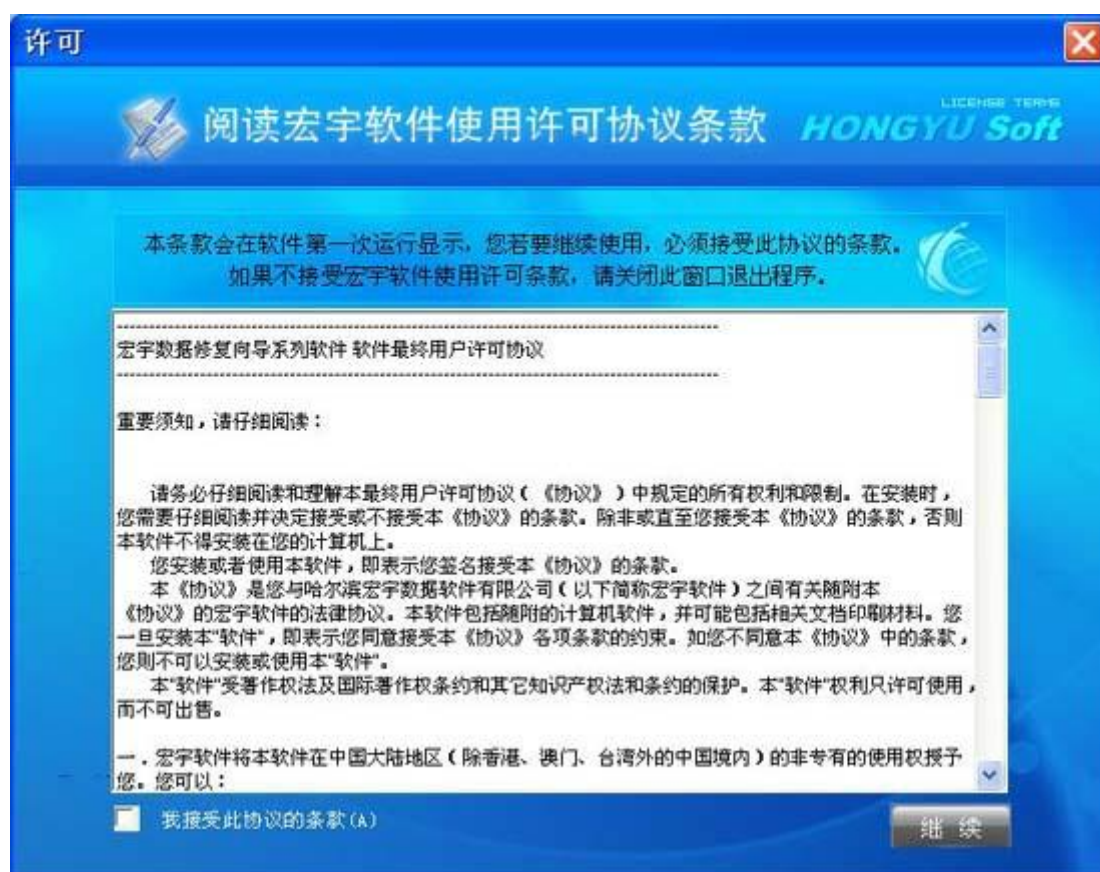 许可
LICENSE TERMS
阅读宏宇软件使用许可协议条款 HONGYU Soft
本条款会在软件第一次运行显示，您若要继续使用，必须接受此协议的条款。
如果不接受宏宇软件使用许可条款，请关闭此窗口退出程序。
--------------------------------------------------------------------------------
宏宇数据修复向导系列软件 软件最终用户许可协议
--------------------------------------------------------------------------------
重要须知，请仔细阅读：
请务必仔细阅读和理解本最终用户许可协议（《协议》）中规定的所有权利和限制。在安装时，
您需要仔细阅读并决定接受或不接受本《协议》的条款。除非或直至您接受本《协议》的条款，否则
本软件不得安装在您的计算机上。
您安装或者使用本软件，即表示您签名接受本《协议》的条款。
本《协议》是您与哈尔滨宏宇数据软件有限公司（以下简称宏宇软件）之间有关随附本
《协议》的宏宇软件的法律协议。本软件包括随附的计算机软件，并可能包括相关文档印刷材料。您
一旦安装本"软件"，即表示您同意接受本《协议》各项条款的约束。如您不同意本《协议》中的条款，
您则不可以安装或使用本"软件"。
本"软件"受著作权法及国际著作权条约和其它知识产权法和条约的保护。本"软件"权利只许可使用，
而不可出售。
一．宏宇软件将本软件在中国大陆地区（除香港、澳门、台湾外的中国境内）的非专有的使用权授予
您。您可以：
我接受此协议的条款(A)
继续